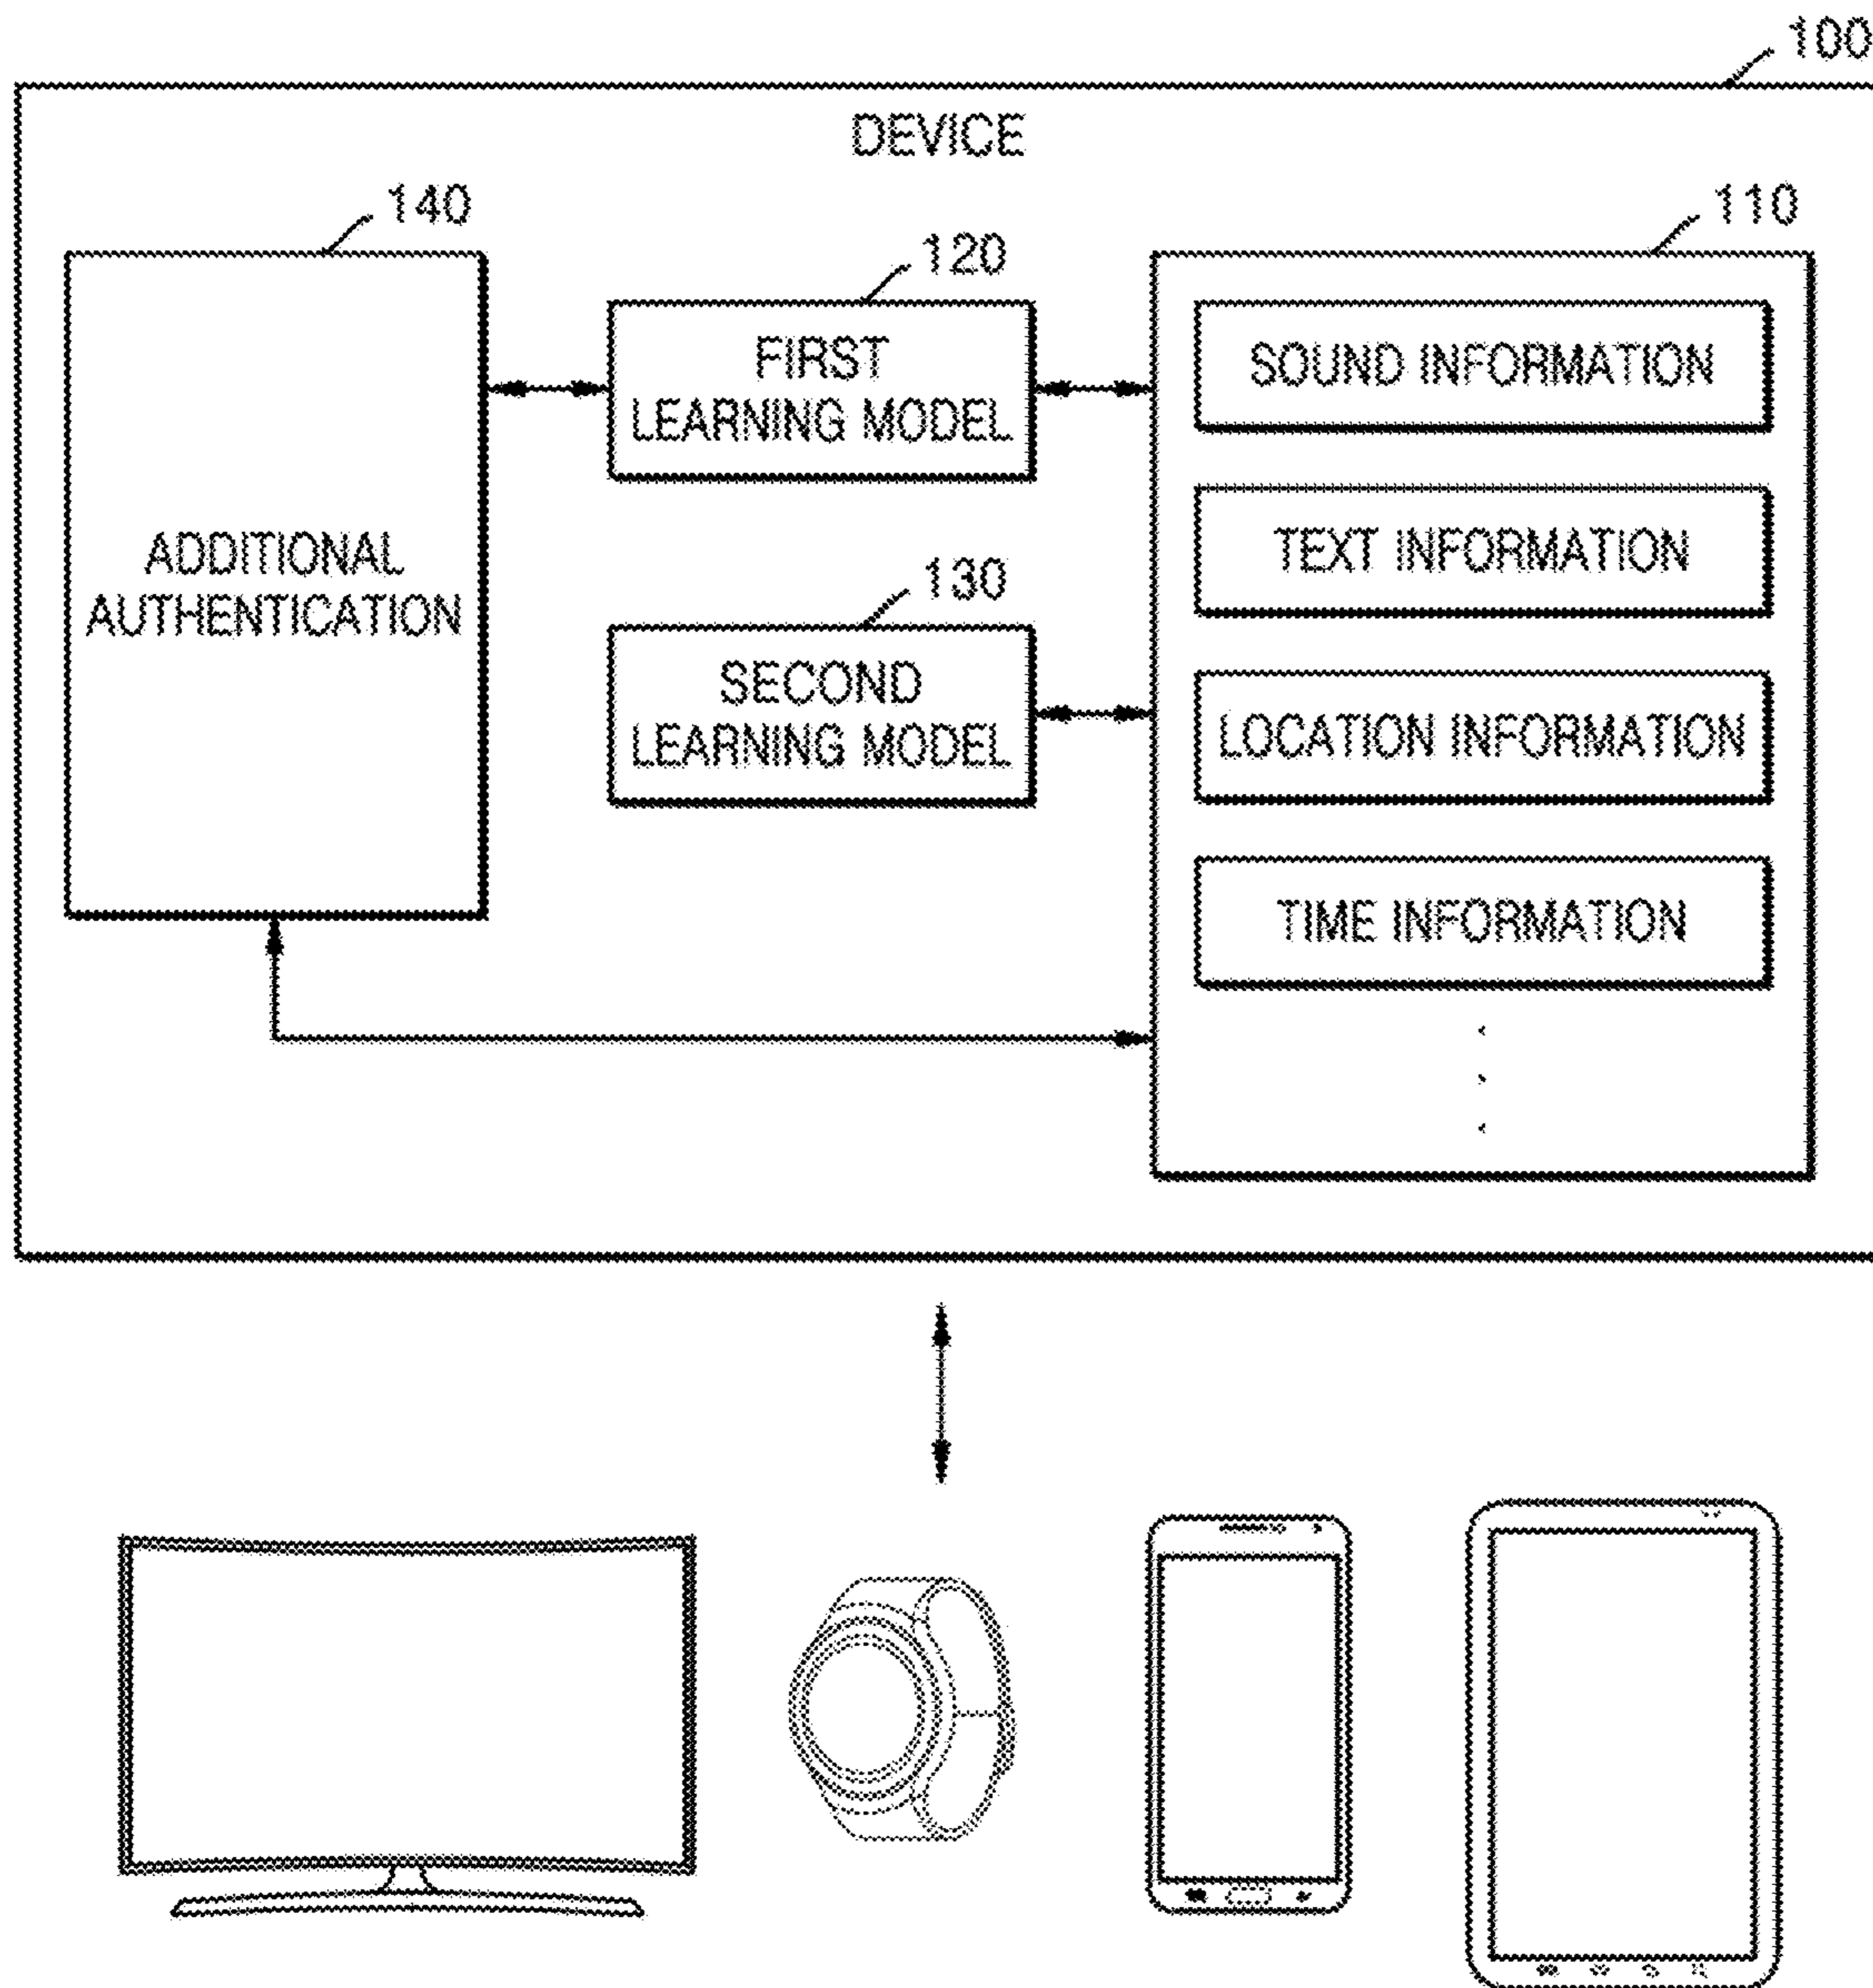 100
DEVICE
140
120
110
FIRST
LEARNING MODEL
SOUND INFORMATION
TEXT INFORMATION
ADDITIONAL
AUTHENTICATION
130
SECOND
LEARNING MODEL
LOCATION INFORMATION
TIME INFORMATION